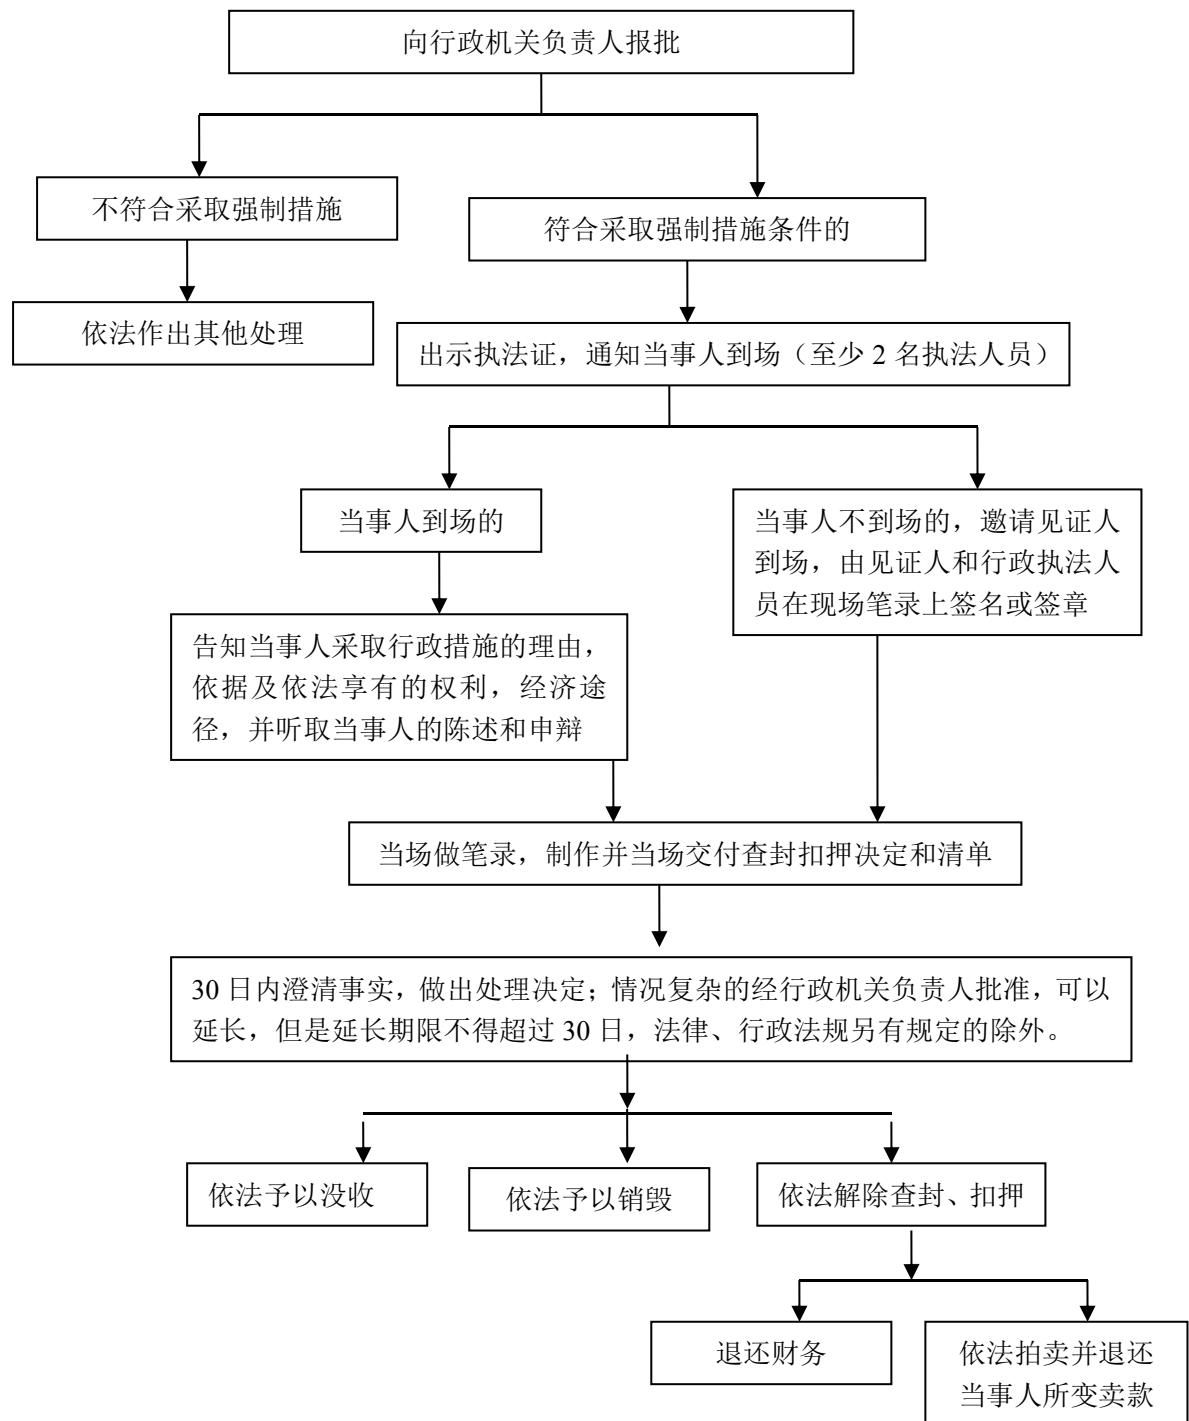 向行政机关负责人报批
不符合采取强制措施
符合采取强制措施条件的
依法作出其他处理
出示执法证，通知当事人到场（至少 2 名执法人员）
当事人到场的
当事人不到场的，邀请见证人
到场，由见证人和行政执法人
员在现场笔录上签名或签章
告知当事人采取行政措施的理由，
依据及依法享有的权利，经济途
径，并听取当事人的陈述和申辩
当场做笔录，制作并当场交付查封扣押决定和清单
30 日内澄清事实，做出处理决定；情况复杂的经行政机关负责人批准，可以
延长，但是延长期限不得超过 30 日，法律、行政法规另有规定的除外。
依法予以没收
依法予以销毁
依法解除查封、扣押
退还财务
依法拍卖并退还
当事人所变卖款